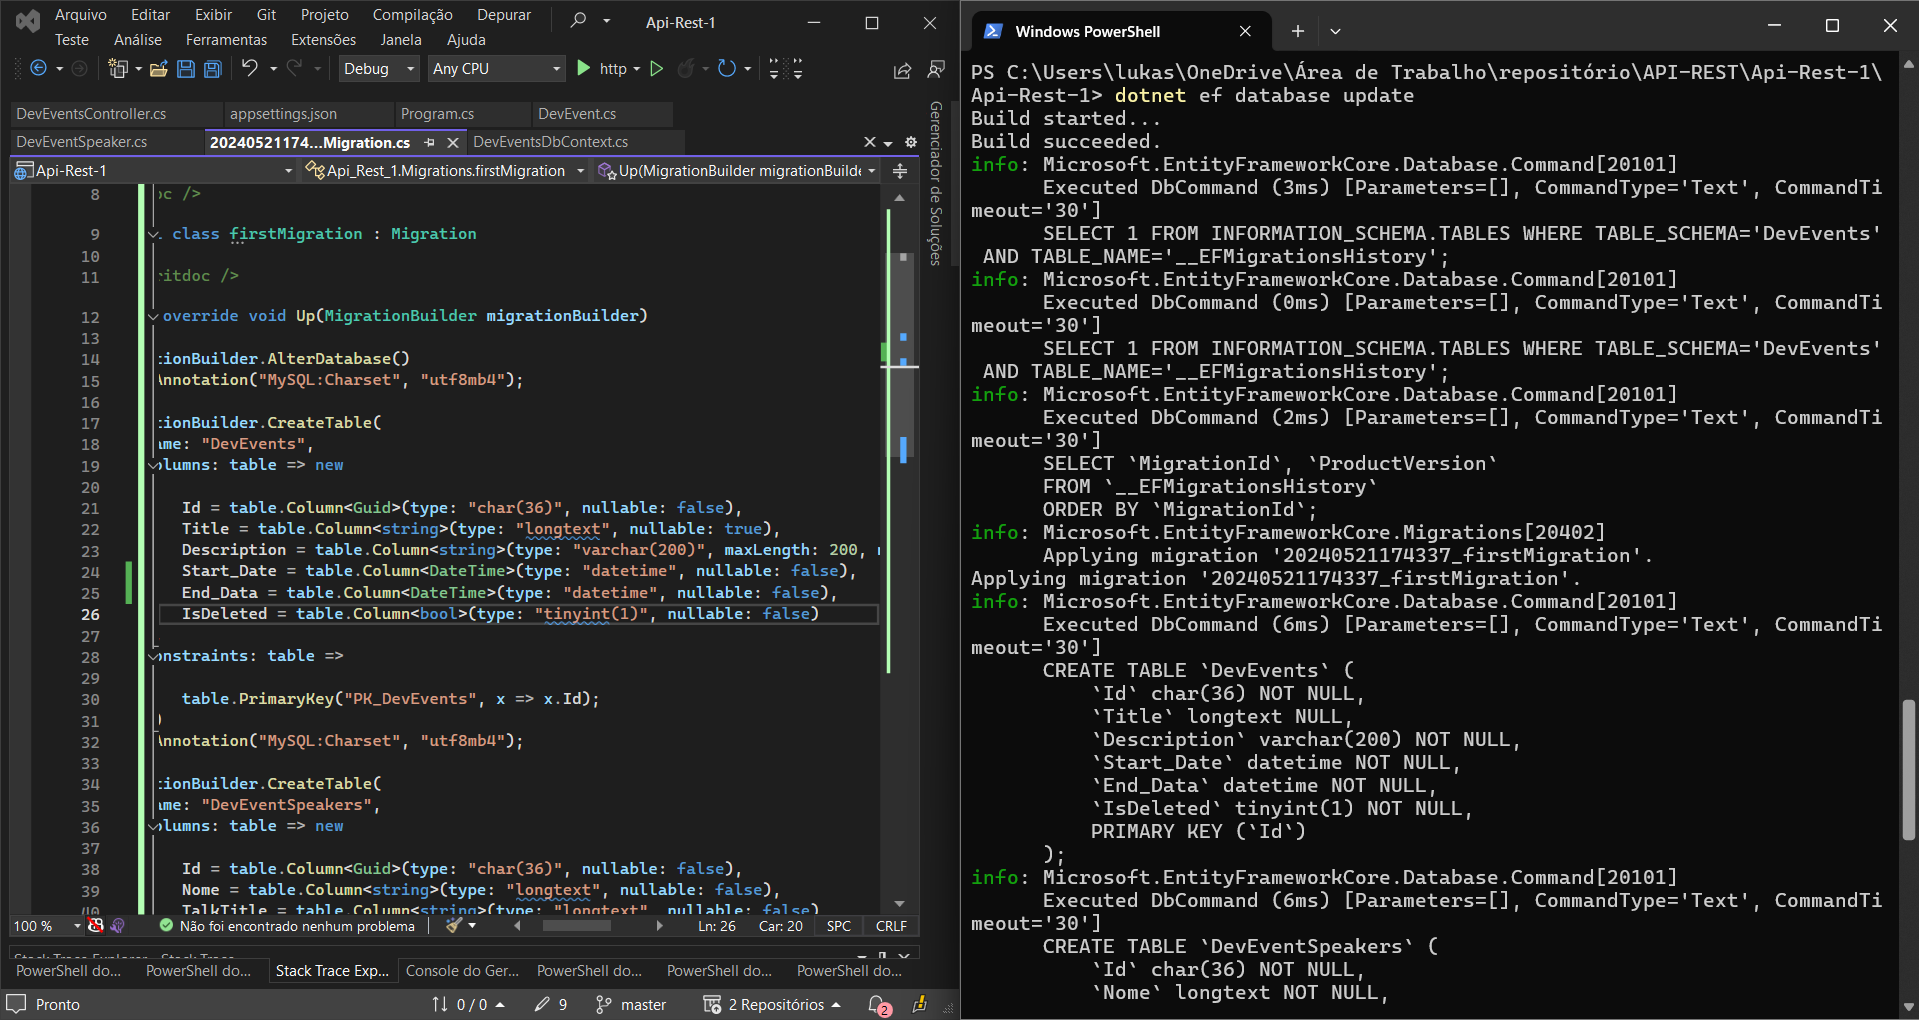 Arquivo Editar Exibir Git Projeto Compilação Depurar
Api-Rest-1
Teste Análise Ferramentas Extensões Janela Ajuda
Debug Any CPU http
DevEventsController.cs appsettings.json Program.cs DevEvent.cs
DevEventSpeaker.cs 20240521174...Migration.cs DevEventsDbContext.cs
Api-Rest-1 Api_Rest_1.Migrations.firstMigration Up(MigrationBuilder migrationBuilde
8 oc />
9 class firstMigration : Migration
10
11 ritdoc />
12 override void Up(MigrationBuilder migrationBuilder)
13
14 tionBuilder.AlterDatabase()
15 Annotation("MySQL:Charset", "utf8mb4");
16
17 tionBuilder.CreateTable(
18 ame: "DevEvents",
19 olumns: table => new
20
21 Id = table.Column<Guid>(type: "char(36)", nullable: false),
22 Title = table.Column<string>(type: "longtext", nullable: true),
23 Description = table.Column<string>(type: "varchar(200)", maxLength: 200,
24 Start_Date = table.Column<DateTime>(type: "datetime", nullable: false),
25 End_Data = table.Column<DateTime>(type: "datetime", nullable: false),
26 IsDeleted = table.Column<bool>(type: "tinyint(1)", nullable: false)
27
28 onstraints: table =>
29
30 table.PrimaryKey("PK_DevEvents", x => x.Id);
31 )
32 Annotation("MySQL:Charset", "utf8mb4");
33
34 tionBuilder.CreateTable(
35 ame: "DevEventSpeakers",
36 olumns: table => new
37
38 Id = table.Column<Guid>(type: "char(36)", nullable: false),
39 Nome = table.Column<string>(type: "longtext", nullable: false),
40 TalkTitle = table.Column<string>(type: "longtext", nullable: false)
Gerenciador de Soluções
100 % Não foi encontrado nenhum problema Ln: 26 Car: 20 SPC CRLF
PowerShell do... PowerShell do... Stack Trace Exp... Console do Ger... PowerShell do... PowerShell do... PowerShell do...
Pronto 0 / 0 9 master 2 Repositórios 2
Windows PowerShell
PS C:\Users\lukas\OneDrive\Área de Trabalho\repositório\API-REST\Api-Rest-1\
Api-Rest-1> dotnet ef database update
Build started...
Build succeeded.
info: Microsoft.EntityFrameworkCore.Database.Command[20101]
Executed DbCommand (3ms) [Parameters=[], CommandType='Text', CommandTi
meout='30']
SELECT 1 FROM INFORMATION_SCHEMA.TABLES WHERE TABLE_SCHEMA='DevEvents'
AND TABLE_NAME='__EFMigrationsHistory';
info: Microsoft.EntityFrameworkCore.Database.Command[20101]
Executed DbCommand (0ms) [Parameters=[], CommandType='Text', CommandTi
meout='30']
SELECT 1 FROM INFORMATION_SCHEMA.TABLES WHERE TABLE_SCHEMA='DevEvents'
AND TABLE_NAME='__EFMigrationsHistory';
info: Microsoft.EntityFrameworkCore.Database.Command[20101]
Executed DbCommand (2ms) [Parameters=[], CommandType='Text', CommandTi
meout='30']
SELECT `MigrationId`, `ProductVersion`
FROM `__EFMigrationsHistory`
ORDER BY `MigrationId`;
info: Microsoft.EntityFrameworkCore.Migrations[20402]
Applying migration '20240521174337_firstMigration'.
Applying migration '20240521174337_firstMigration'.
info: Microsoft.EntityFrameworkCore.Database.Command[20101]
Executed DbCommand (6ms) [Parameters=[], CommandType='Text', CommandTi
meout='30']
CREATE TABLE `DevEvents` (
`Id` char(36) NOT NULL,
`Title` longtext NULL,
`Description` varchar(200) NOT NULL,
`Start_Date` datetime NOT NULL,
`End_Data` datetime NOT NULL,
`IsDeleted` tinyint(1) NOT NULL,
PRIMARY KEY (`Id`)
);
info: Microsoft.EntityFrameworkCore.Database.Command[20101]
Executed DbCommand (6ms) [Parameters=[], CommandType='Text', CommandTi
meout='30']
CREATE TABLE `DevEventSpeakers` (
`Id` char(36) NOT NULL,
`Nome` longtext NOT NULL,